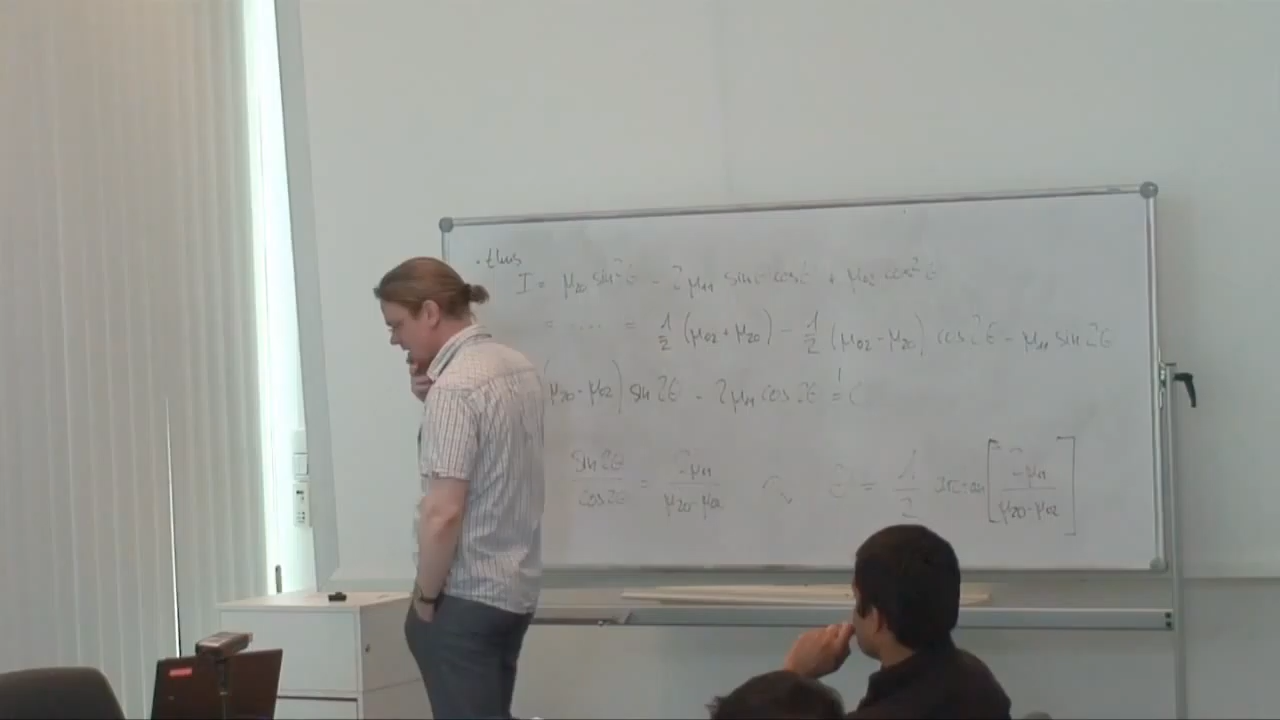 · thus
I = μ₂₀ sin²θ - 2μ₁₁ sinθ cosθ + μ₀₂ cos²θ
= ... = 1/2 (μ₀₂ + μ₂₀) - 1/2 (μ₀₂ - μ₂₀) cos2θ - μ₁₁ sin2θ
(μ₂₀ - μ₀₂) sin2θ - 2μ₁₁ cos2θ =
sin2θ/cos2θ = 2μ₁₁/(μ₂₀-μ₀₂) θ = 1/2 arctan [2μ₁₁/(μ₂₀-μ₀₂)]